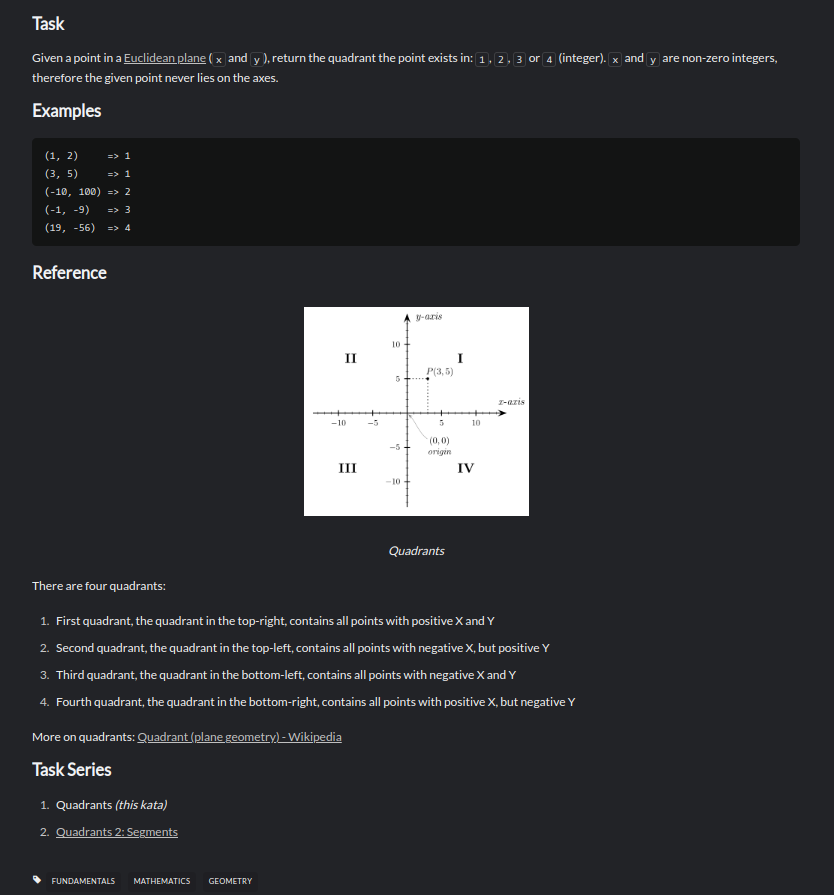 Task
Given a point in a Euclidean plane ( x and y ), return the quadrant the point exists in: 1 , 2 , 3 or 4 (integer). x and y are non-zero integers,
therefore the given point never lies on the axes.
Examples
(1, 2)     => 1
(3, 5)     => 1
(-10, 100) => 2
(-1, -9)   => 3
(19, -56)  => 4
Reference
y-axis
10
II
I
5
P(3, 5)
x-axis
−10
−5
5
10
(0, 0)
−5
origin
III
IV
−10
Quadrants
There are four quadrants:
1. First quadrant, the quadrant in the top-right, contains all points with positive X and Y
2. Second quadrant, the quadrant in the top-left, contains all points with negative X, but positive Y
3. Third quadrant, the quadrant in the bottom-left, contains all points with negative X and Y
4. Fourth quadrant, the quadrant in the bottom-right, contains all points with positive X, but negative Y
More on quadrants: Quadrant (plane geometry) - Wikipedia
Task Series
1. Quadrants (this kata)
2. Quadrants 2: Segments
FUNDAMENTALS MATHEMATICS GEOMETRY